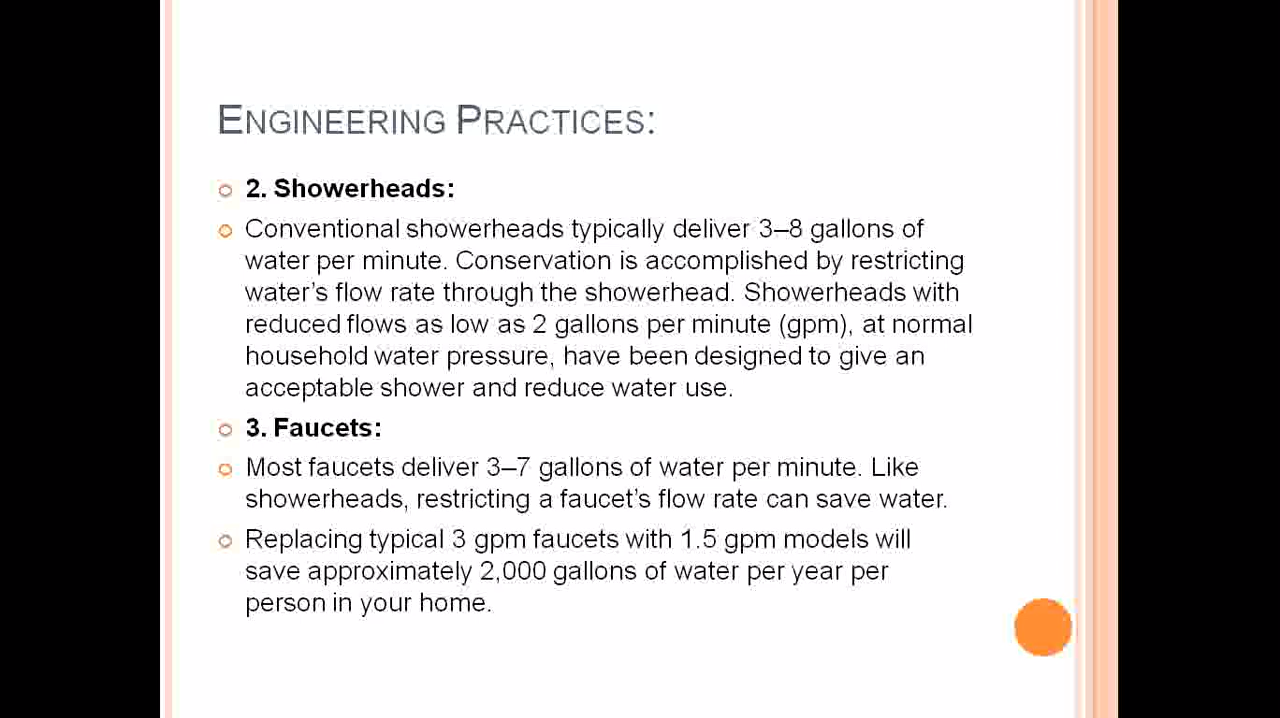 ENGINEERING PRACTICES:
2. Showerheads:
Conventional showerheads typically deliver 3–8 gallons of
water per minute. Conservation is accomplished by restricting
water’s flow rate through the showerhead. Showerheads with
reduced flows as low as 2 gallons per minute (gpm), at normal
household water pressure, have been designed to give an
acceptable shower and reduce water use.
3. Faucets:
Most faucets deliver 3–7 gallons of water per minute. Like
showerheads, restricting a faucet’s flow rate can save water.
Replacing typical 3 gpm faucets with 1.5 gpm models will
save approximately 2,000 gallons of water per year per
person in your home.